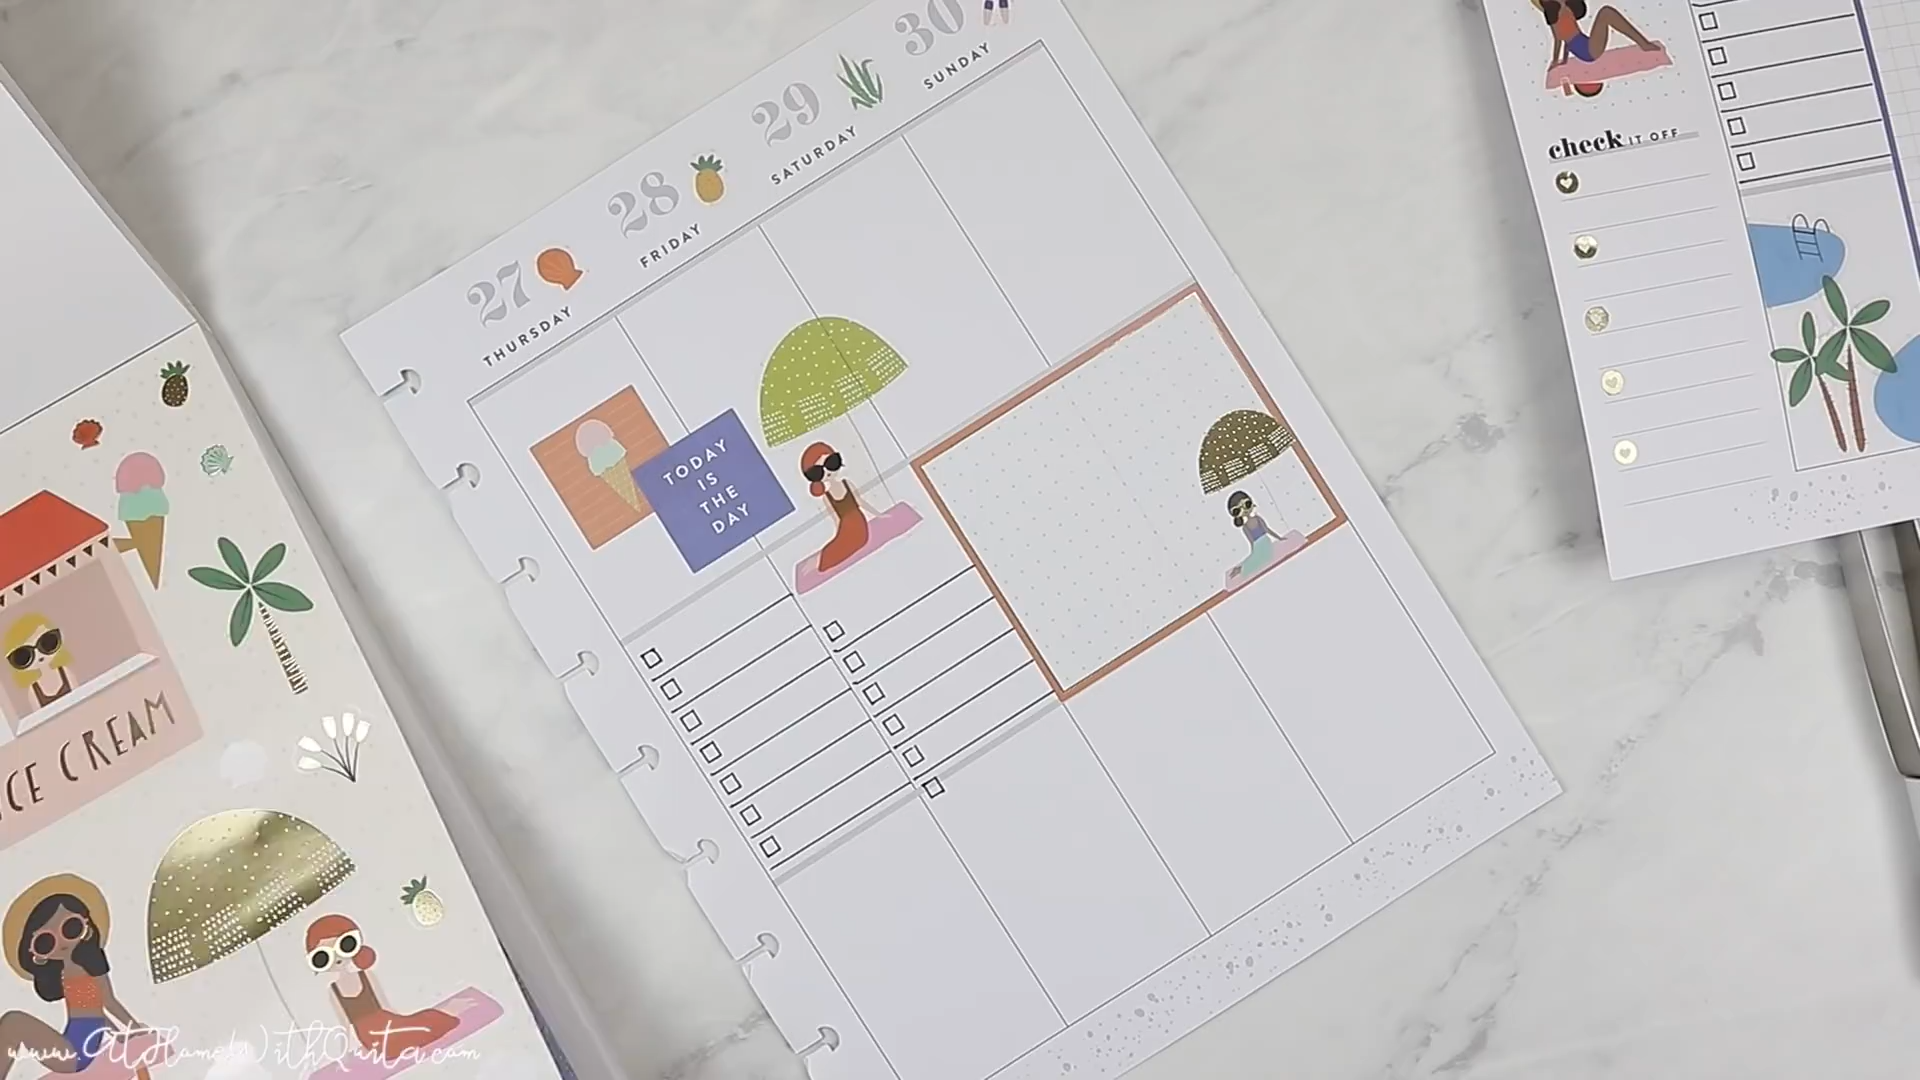 27
THURSDAY
28
FRIDAY
29
SATURDAY
30
SUNDAY
TODAY
IS
THE
DAY
check IT OFF
ICE CREAM
www.AtHomeWithQuita.com